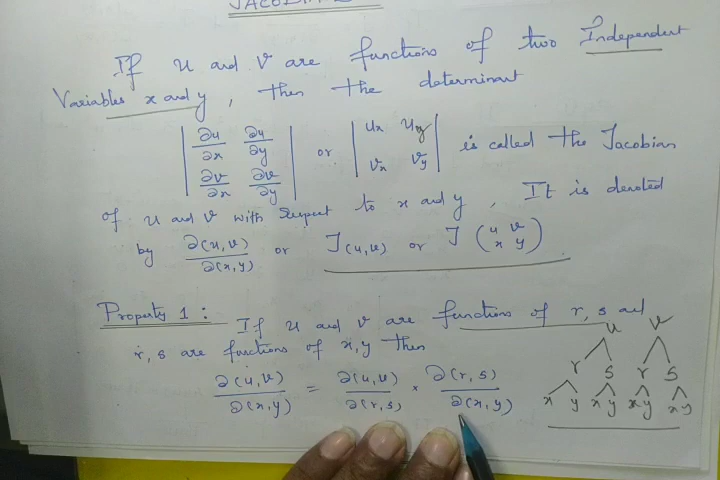 If u and v are functions of two Independent
Variables x and y, then the determinant
| ∂u/∂x ∂u/∂y ; ∂v/∂x ∂v/∂y | or | ux uy ; vx vy | is called the Jacobian
of u and v with respect to x and y, It is denoted
by ∂(u,v)/∂(x,y) or J(u,v) or J (u v / x y)
Property 1: If u and v are functions of r, s and
r, s are functions of x, y then
∂(u,v)/∂(x,y) = ∂(u,v)/∂(r,s) × ∂(r,s)/∂(x,y)
u v
r s r s
x y x y x y x y